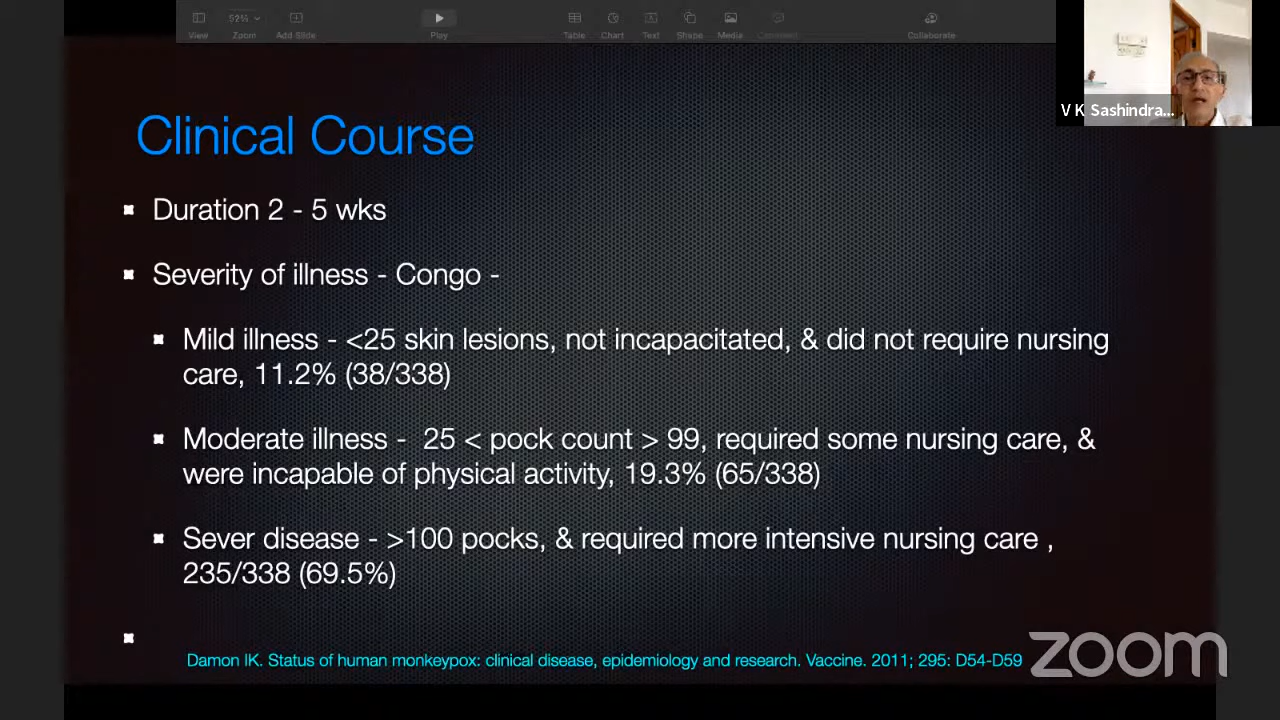 52%
View
Zoom
Add Slide
Play
Table
Chart
Text
Shape
Media
Comment
Collaborate
V K Sashindra...
Clinical Course
Duration 2 - 5 wks
Severity of illness - Congo -
Mild illness - <25 skin lesions, not incapacitated, & did not require nursing
care, 11.2% (38/338)
Moderate illness - 25 < pock count > 99, required some nursing care, &
were incapable of physical activity, 19.3% (65/338)
Sever disease - >100 pocks, & required more intensive nursing care ,
235/338 (69.5%)
Damon IK. Status of human monkeypox: clinical disease, epidemiology and research. Vaccine. 2011; 295: D54-D59
zoom